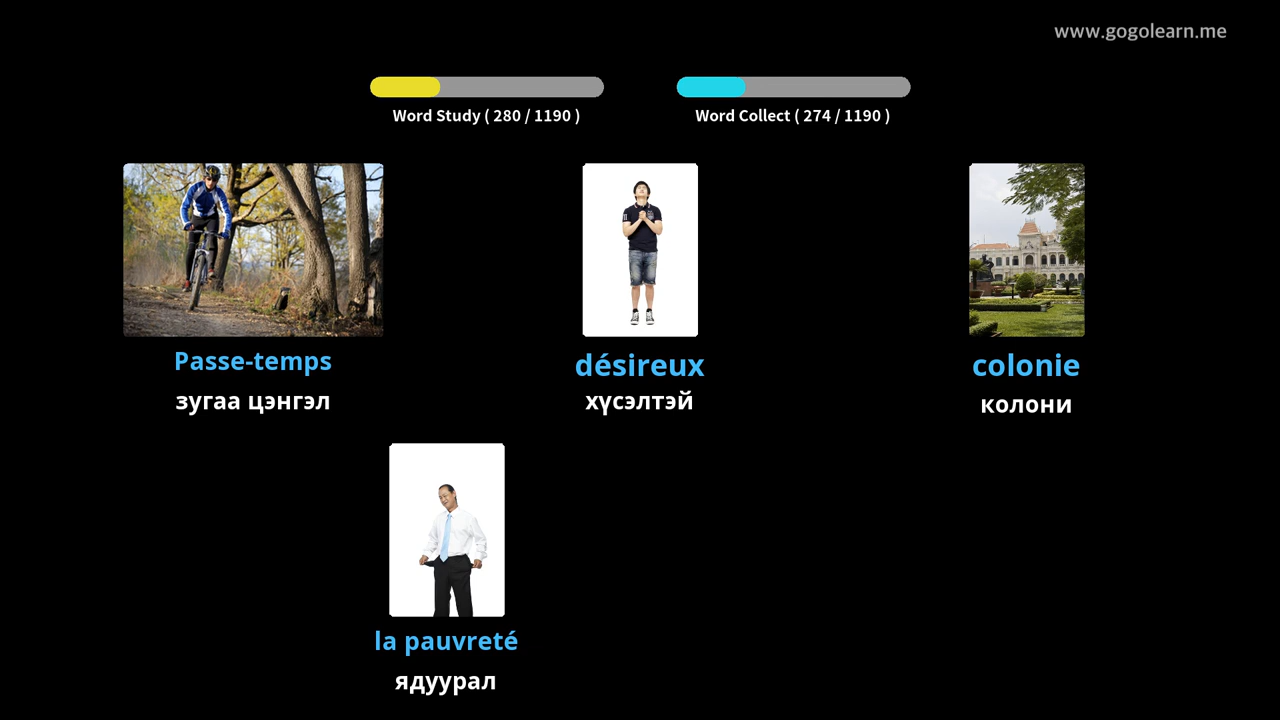 www.gogolearn.me
Word Study ( 280 / 1190 )
Word Collect ( 274 / 1190 )
Passe-temps
зугаа цэнгэл
désireux
хүсэлтэй
colonie
колони
la pauvreté
ядуурал